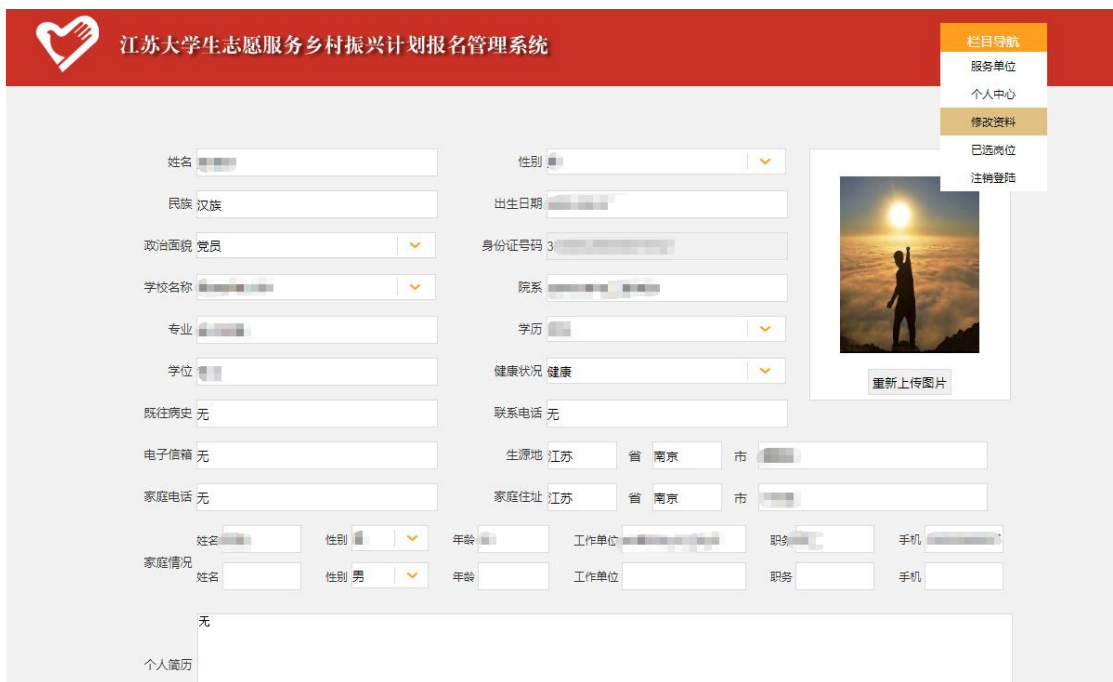 江苏大学生志愿服务乡村振兴计划报名管理系统
栏目导航
服务单位
个人中心
修改资料
已选岗位
注销登陆
姓名
性别
民族 汉族
出生日期
政治面貌 党员
身份证号码 3
学校名称
院系
专业
学历
学位
健康状况 健康
重新上传图片
既往病史 无
联系电话 无
电子信箱 无
生源地 江苏 省 南京 市
家庭电话 无
家庭住址 江苏 省 南京 市
家庭情况
姓名 性别 年龄 工作单位 职务 手机
姓名 性别 男 年龄 工作单位 职务 手机
个人简历
无